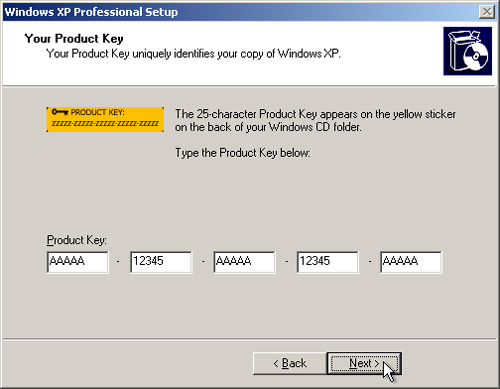 Windows XP Professional Setup
Your Product Key
Your Product Key uniquely identifies your copy of Windows XP.
PRODUCT KEY:
zzzzz-zzzzz-zzzzz-zzzzz-zzzzz
The 25-character Product Key appears on the yellow sticker
on the back of your Windows CD folder.
Type the Product Key below:
Product Key:
AAAAA - 12345 - AAAAA - 12345 - AAAAA
< Back Next >